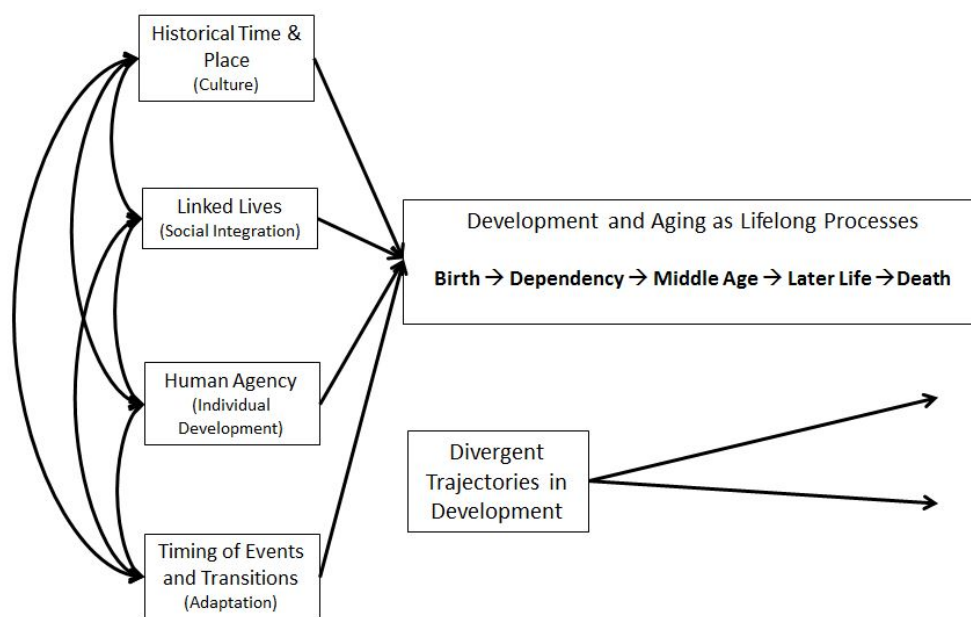 Historical Time &
Place
(Culture)
Linked Lives
(Social Integration)
Human Agency
(Individual
Development)
Timing of Events
and Transitions
(Adaptation)
Development and Aging as Lifelong Processes
Birth → Dependency → Middle Age → Later Life → Death
Divergent
Trajectories in
Development